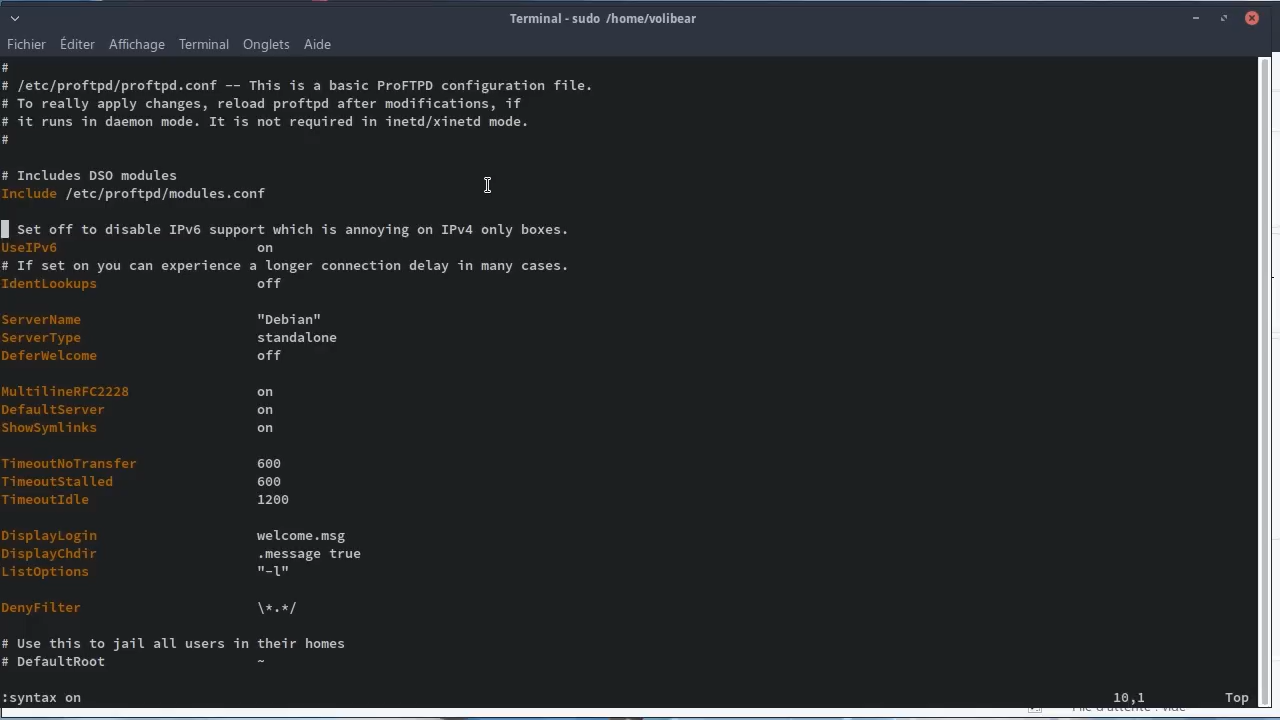 Terminal - sudo /home/volibear
Fichier Éditer Affichage Terminal Onglets Aide
#
# /etc/proftpd/proftpd.conf -- This is a basic ProFTPD configuration file.
# To really apply changes, reload proftpd after modifications, if
# it runs in daemon mode. It is not required in inetd/xinetd mode.
#
# Includes DSO modules
Include /etc/proftpd/modules.conf
Set off to disable IPv6 support which is annoying on IPv4 only boxes.
UseIPv6 on
# If set on you can experience a longer connection delay in many cases.
IdentLookups off
ServerName "Debian"
ServerType standalone
DeferWelcome off
MultilineRFC2228 on
DefaultServer on
ShowSymlinks on
TimeoutNoTransfer 600
TimeoutStalled 600
TimeoutIdle 1200
DisplayLogin welcome.msg
DisplayChdir .message true
ListOptions "-l"
DenyFilter \*.*/
# Use this to jail all users in their homes
# DefaultRoot ~
:syntax on 10,1 Top